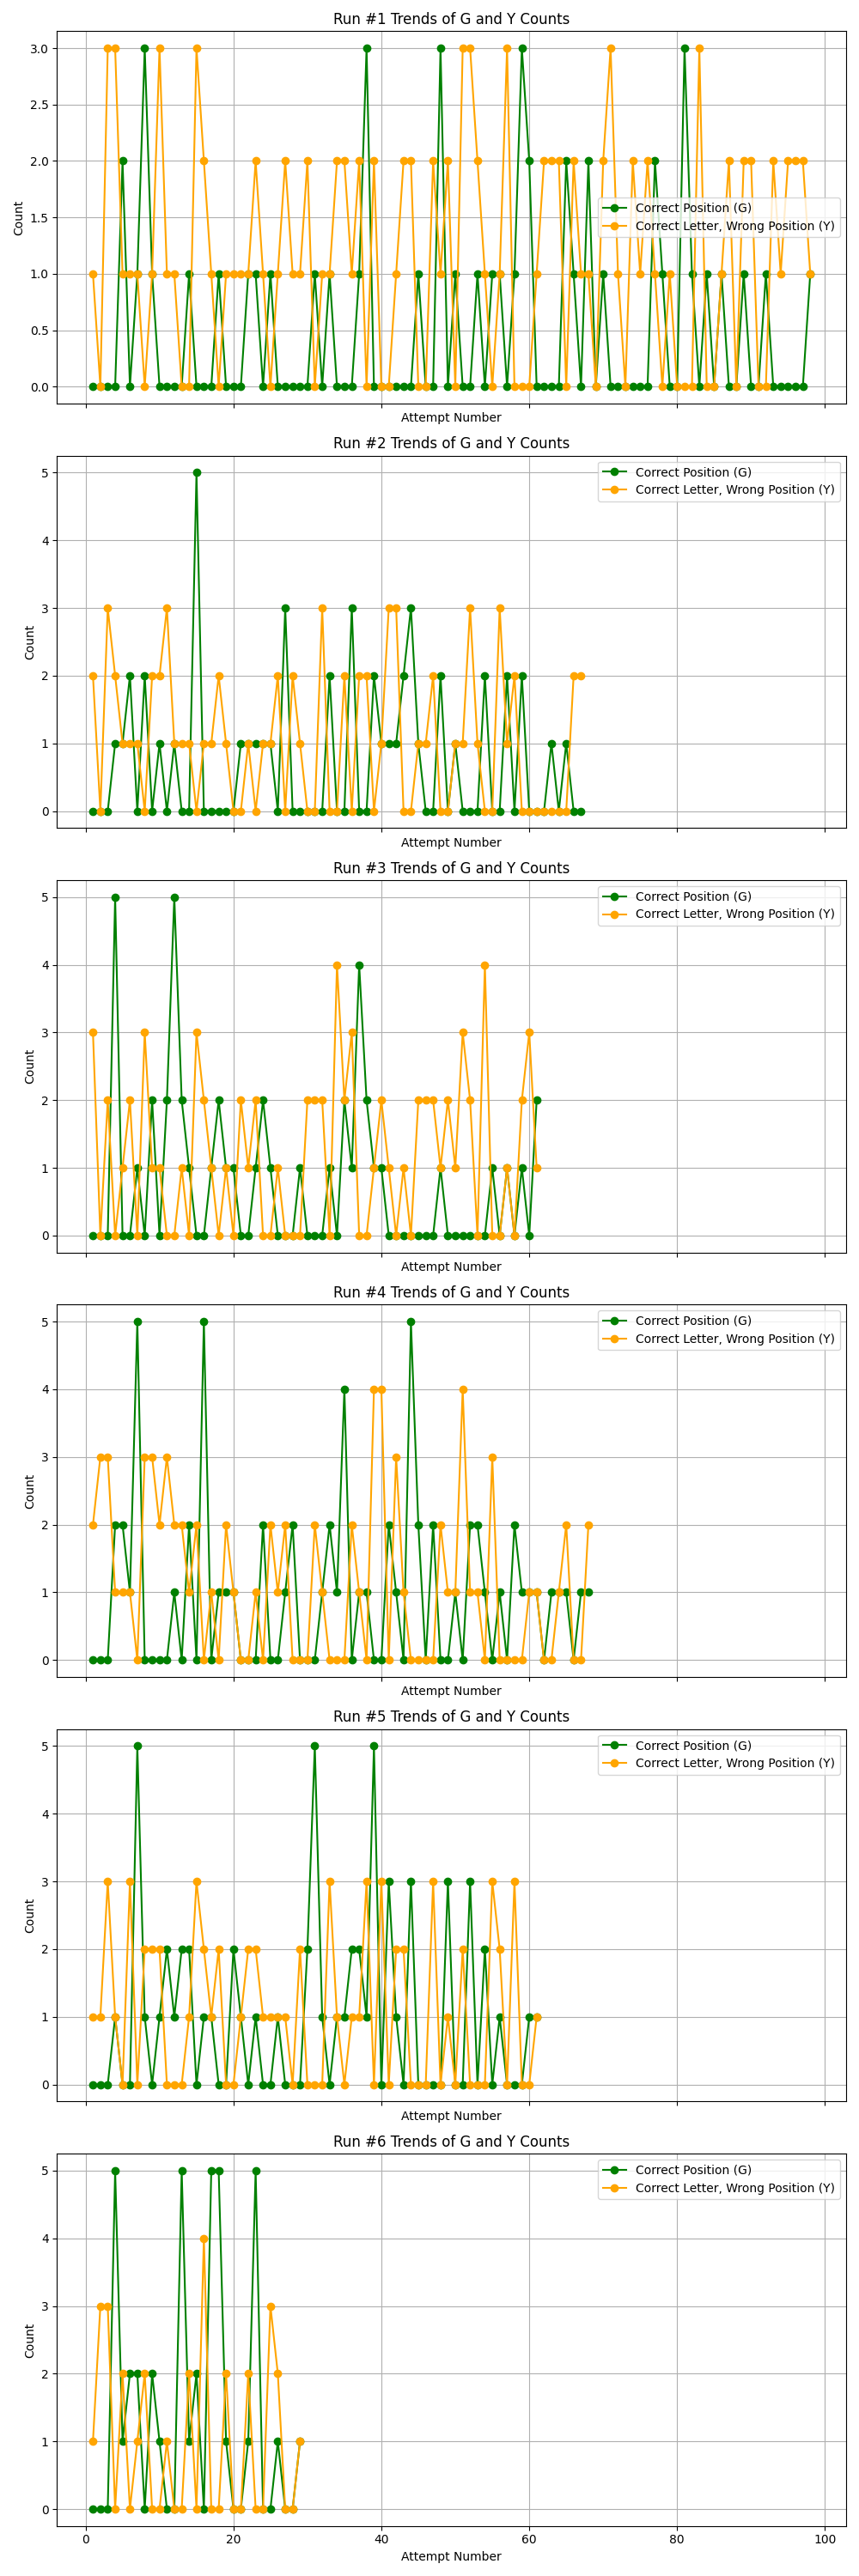 Run #1 Trends of G and Y Counts
3.0
2.5
2.0
1.5
1.0
0.5
0.0
Count
Correct Position (G)
Correct Letter, Wrong Position (Y)
Attempt Number
Run #2 Trends of G and Y Counts
5
4
3
2
1
0
Count
Correct Position (G)
Correct Letter, Wrong Position (Y)
Attempt Number
Run #3 Trends of G and Y Counts
5
4
3
2
1
0
Count
Correct Position (G)
Correct Letter, Wrong Position (Y)
Attempt Number
Run #4 Trends of G and Y Counts
5
4
3
2
1
0
Count
Correct Position (G)
Correct Letter, Wrong Position (Y)
Attempt Number
Run #5 Trends of G and Y Counts
5
4
3
2
1
0
Count
Correct Position (G)
Correct Letter, Wrong Position (Y)
Attempt Number
Run #6 Trends of G and Y Counts
5
4
3
2
1
0
Count
Correct Position (G)
Correct Letter, Wrong Position (Y)
0 20 40 60 80 100
Attempt Number